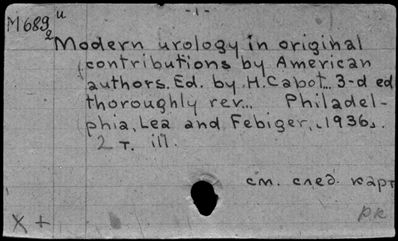 - 1 -
M689 u
2
Modern urology in original
contributions by American
authors. Ed. by H. Cabot... 3-d ed
thoroughly rev... Philadel-
phia, Lea and Febiger, 1936.
2 т. ill.
см. след. карт
X +
pk